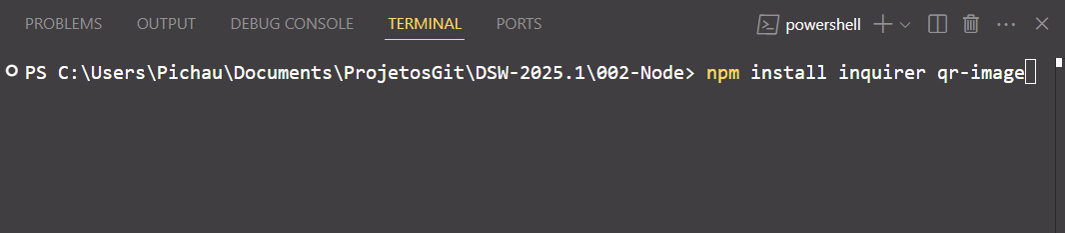 PROBLEMS OUTPUT DEBUG CONSOLE TERMINAL PORTS powershell
PS C:\Users\Pichau\Documents\ProjetosGit\DSW-2025.1\002-Node> npm install inquirer qr-image